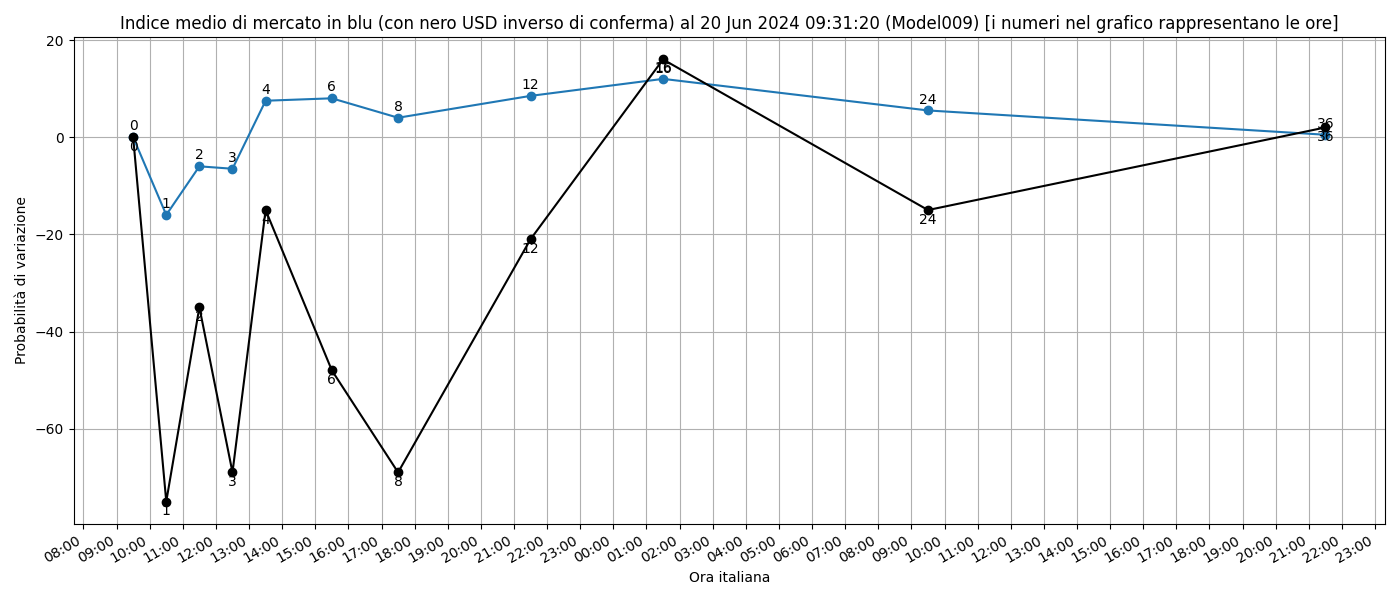 Indice medio di mercato in blu (con nero USD inverso di conferma) al 20 Jun 2024 09:31:20 (Model009) [i numeri nel grafico rappresentano le ore]
Probabilità di variazione
20
0
−20
−40
−60
0 1 2 3 4 6 8 12 16 24 36
0 1 2 3 4 6 8 12 16 24 36
08:00 09:00 10:00 11:00 12:00 13:00 14:00 15:00 16:00 17:00 18:00 19:00 20:00 21:00 22:00 23:00 00:00 01:00 02:00 03:00 04:00 05:00 06:00 07:00 08:00 09:00 10:00 11:00 12:00 13:00 14:00 15:00 16:00 17:00 18:00 19:00 20:00 21:00 22:00 23:00
Ora italiana